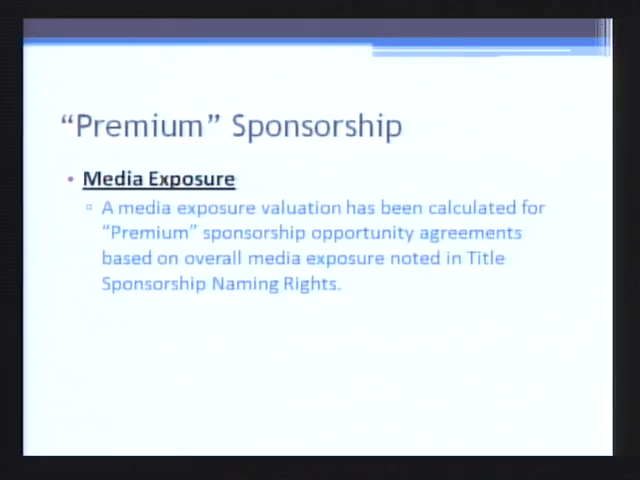 “Premium” Sponsorship
• Media Exposure
▫ A media exposure valuation has been calculated for
“Premium” sponsorship opportunity agreements
based on overall media exposure noted in Title
Sponsorship Naming Rights.